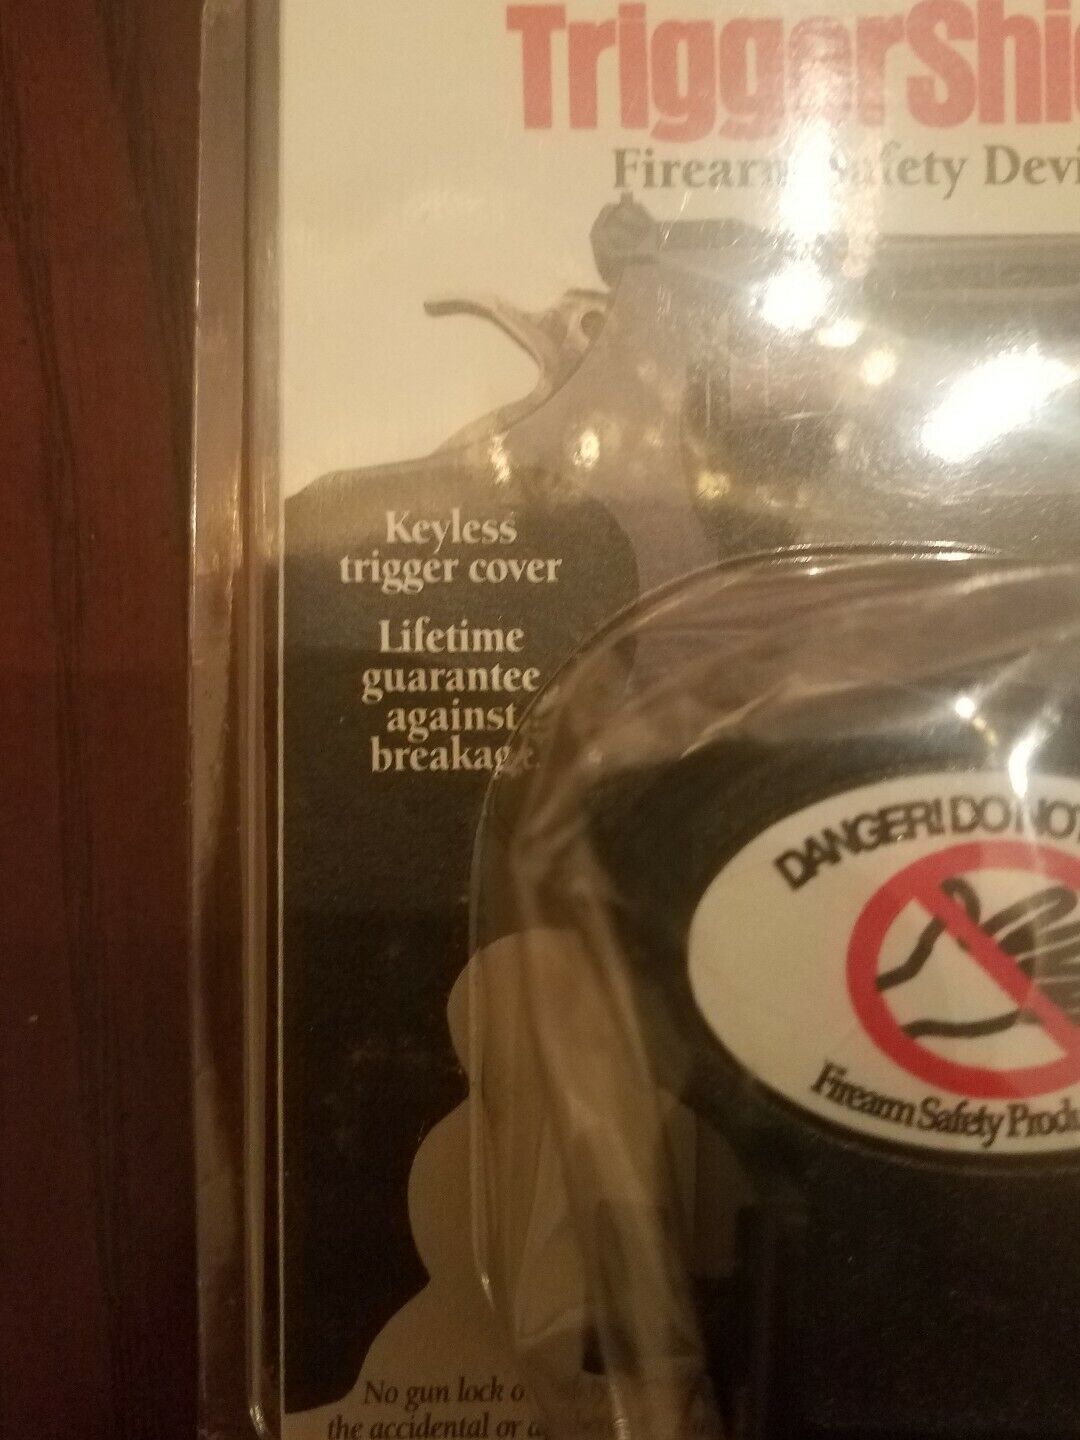 TriggerShi
Firearm Safety Devi
Keyless
trigger cover
Lifetime
guarantee
against
breakage.
DANGER! DO NOT
Firearm Safety Produ
No gun lock o
the accidental or